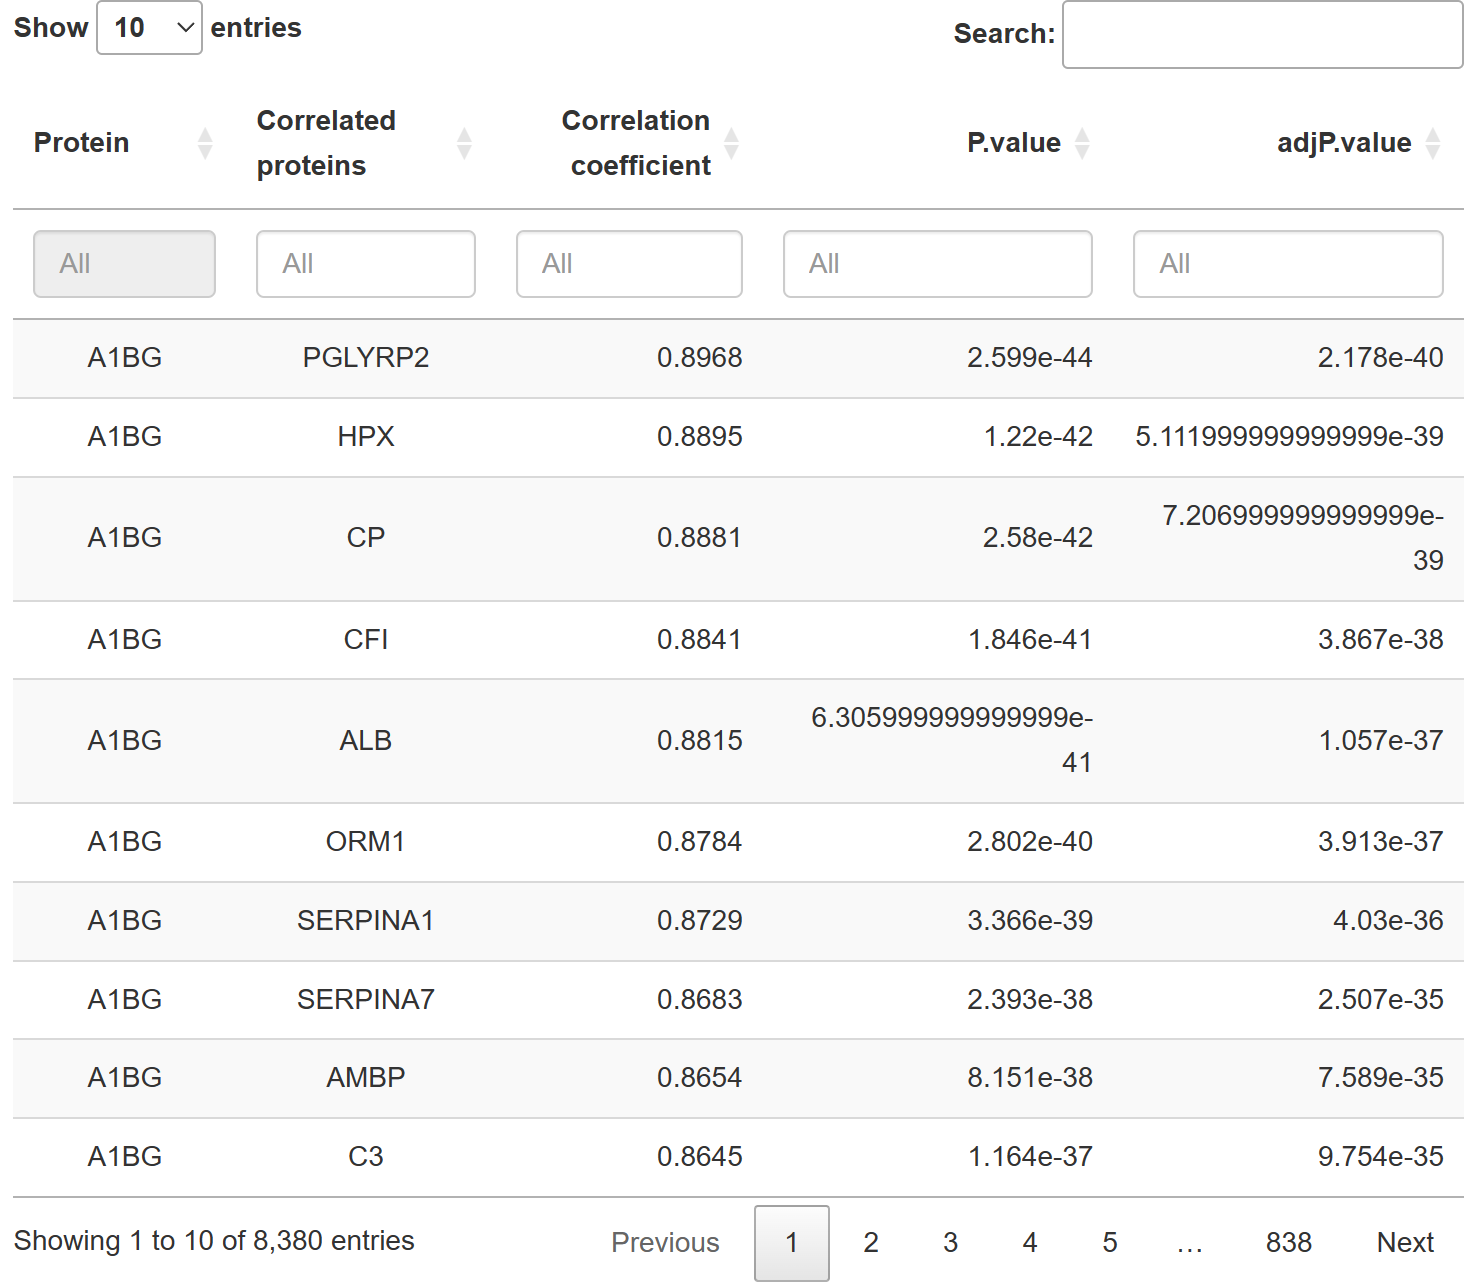 Show 10 entries
Search:
Protein Correlated proteins Correlation coefficient P.value adjP.value
All All All All All
A1BG PGLYRP2 0.8968 2.599e-44 2.178e-40
A1BG HPX 0.8895 1.22e-42 5.111999999999999e-39
A1BG CP 0.8881 2.58e-42 7.206999999999999e-39
A1BG CFI 0.8841 1.846e-41 3.867e-38
A1BG ALB 0.8815 6.305999999999999e-41 1.057e-37
A1BG ORM1 0.8784 2.802e-40 3.913e-37
A1BG SERPINA1 0.8729 3.366e-39 4.03e-36
A1BG SERPINA7 0.8683 2.393e-38 2.507e-35
A1BG AMBP 0.8654 8.151e-38 7.589e-35
A1BG C3 0.8645 1.164e-37 9.754e-35
Showing 1 to 10 of 8,380 entries
Previous 1 2 3 4 5 … 838 Next